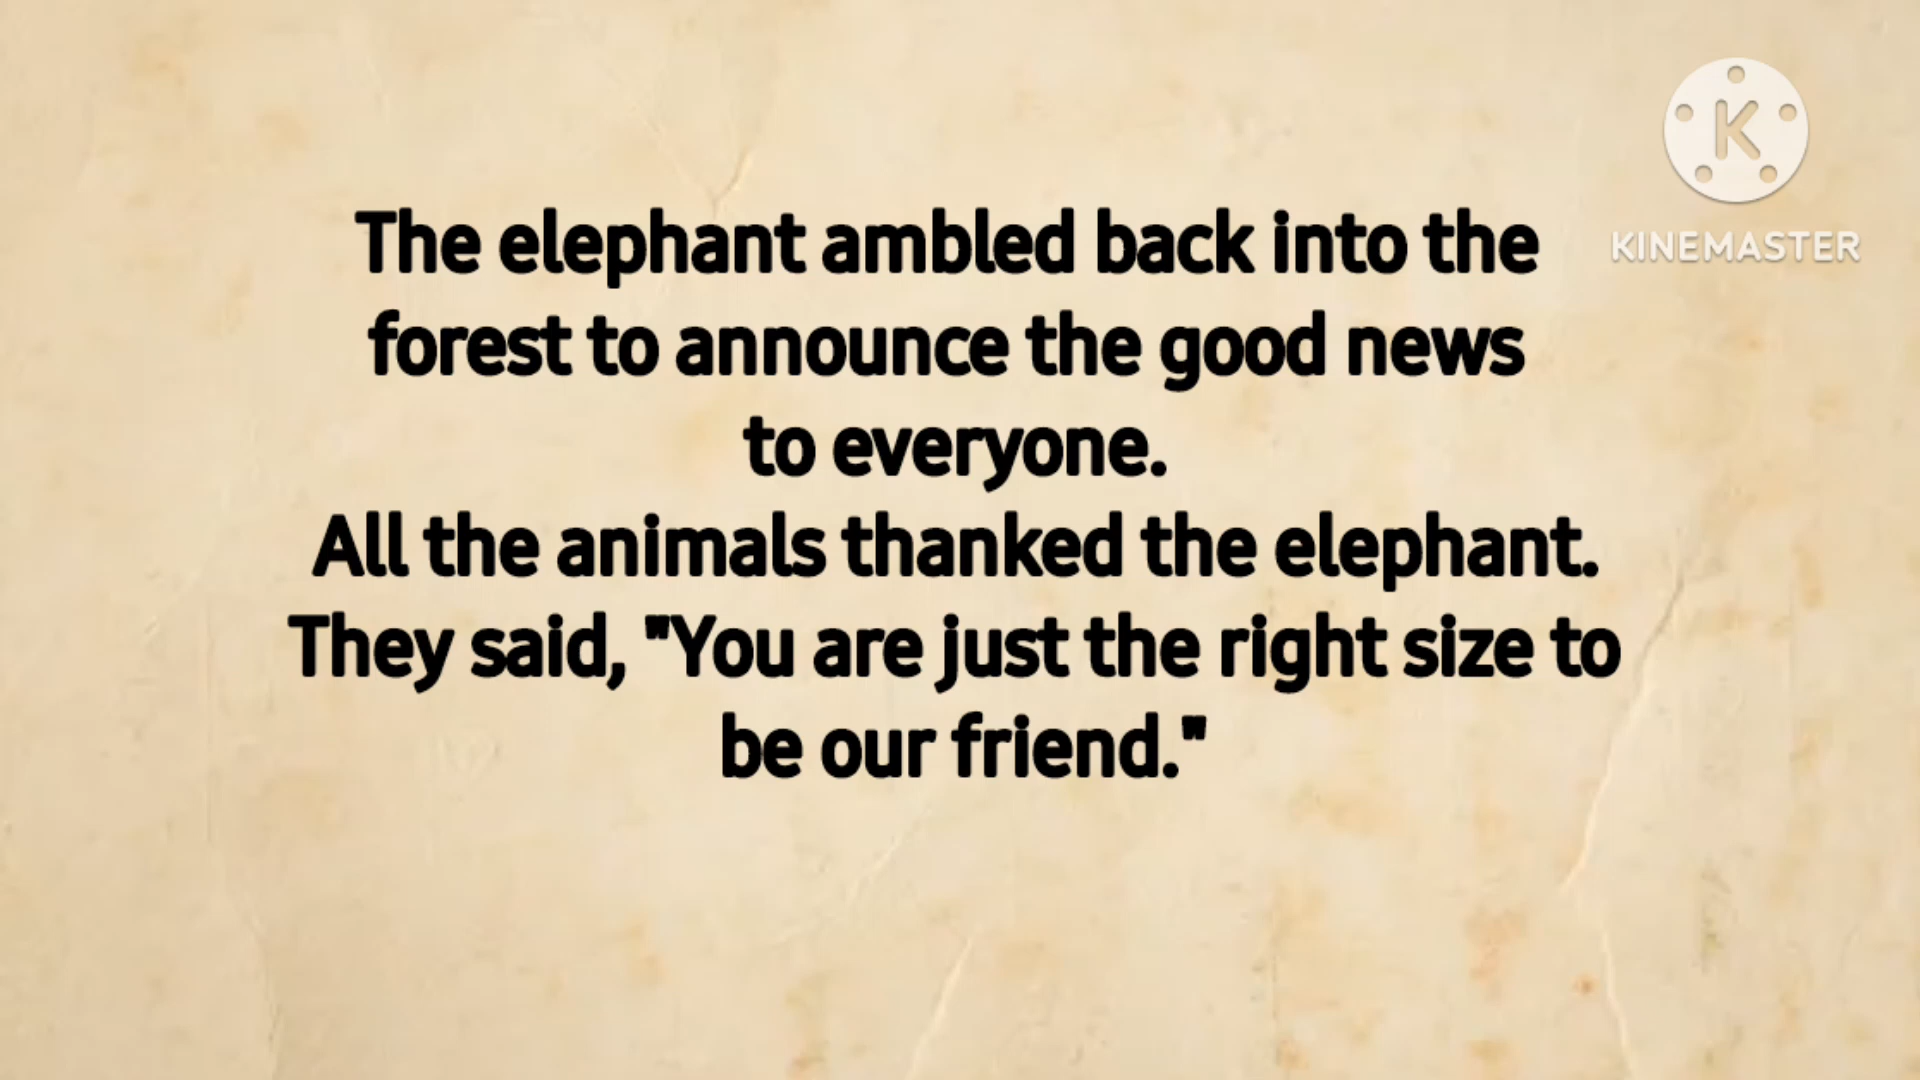 K
KINEMASTER
The elephant ambled back into the
forest to announce the good news
to everyone.
All the animals thanked the elephant.
They said, "You are just the right size to
be our friend."